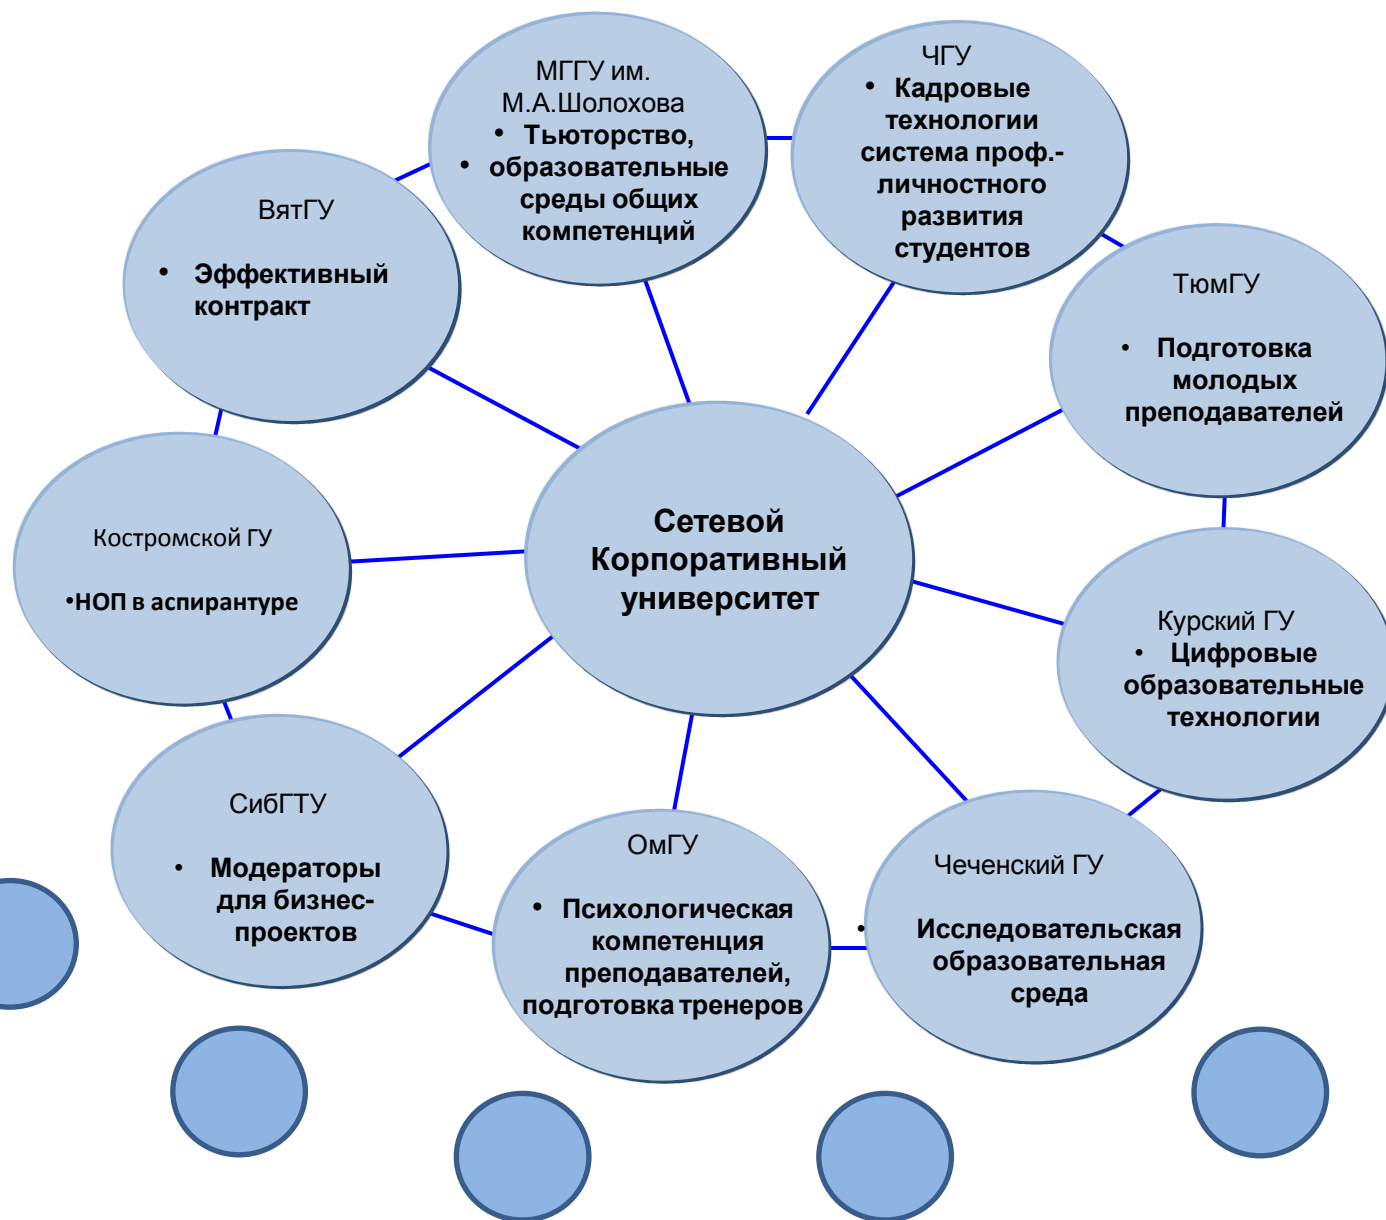 МГГУ им.
М.А.Шолохова
• Тьюторство,
• образовательные
среды общих
компетенций
ЧГУ
• Кадровые
технологии
система проф.-
личностного
развития
студентов
ВятГУ
• Эффективный
контракт
ТюмГУ
• Подготовка
молодых
преподавателей
Сетевой
Корпоративный
университет
Костромской ГУ
•НОП в аспирантуре
Курский ГУ
• Цифровые
образовательные
технологии
СибГТУ
• Модераторы
для бизнес-
проектов
ОмГУ
• Психологическая
компетенция
преподавателей,
подготовка тренеров
Чеченский ГУ
• Исследовательская
образовательная
среда